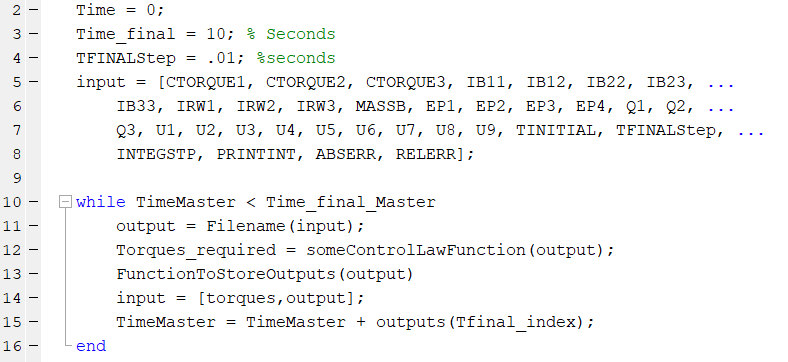 2 – Time = 0;
3 – Time_final = 10; % Seconds
4 – TFINALStep = .01; %seconds
5 – input = [CTORQUE1, CTORQUE2, CTORQUE3, IB11, IB12, IB22, IB23, ...
6 IB33, IRW1, IRW2, IRW3, MASSB, EP1, EP2, EP3, EP4, Q1, Q2, ...
7 Q3, U1, U2, U3, U4, U5, U6, U7, U8, U9, TINITIAL, TFINALStep, ...
8 INTEGSTP, PRINTINT, ABSERR, RELERR];
9
10 – while TimeMaster < Time_final_Master
11 – output = Filename(input);
12 – Torques_required = someControlLawFunction(output);
13 – FunctionToStoreOutputs(output)
14 – input = [torques,output];
15 – TimeMaster = TimeMaster + outputs(Tfinal_index);
16 – end